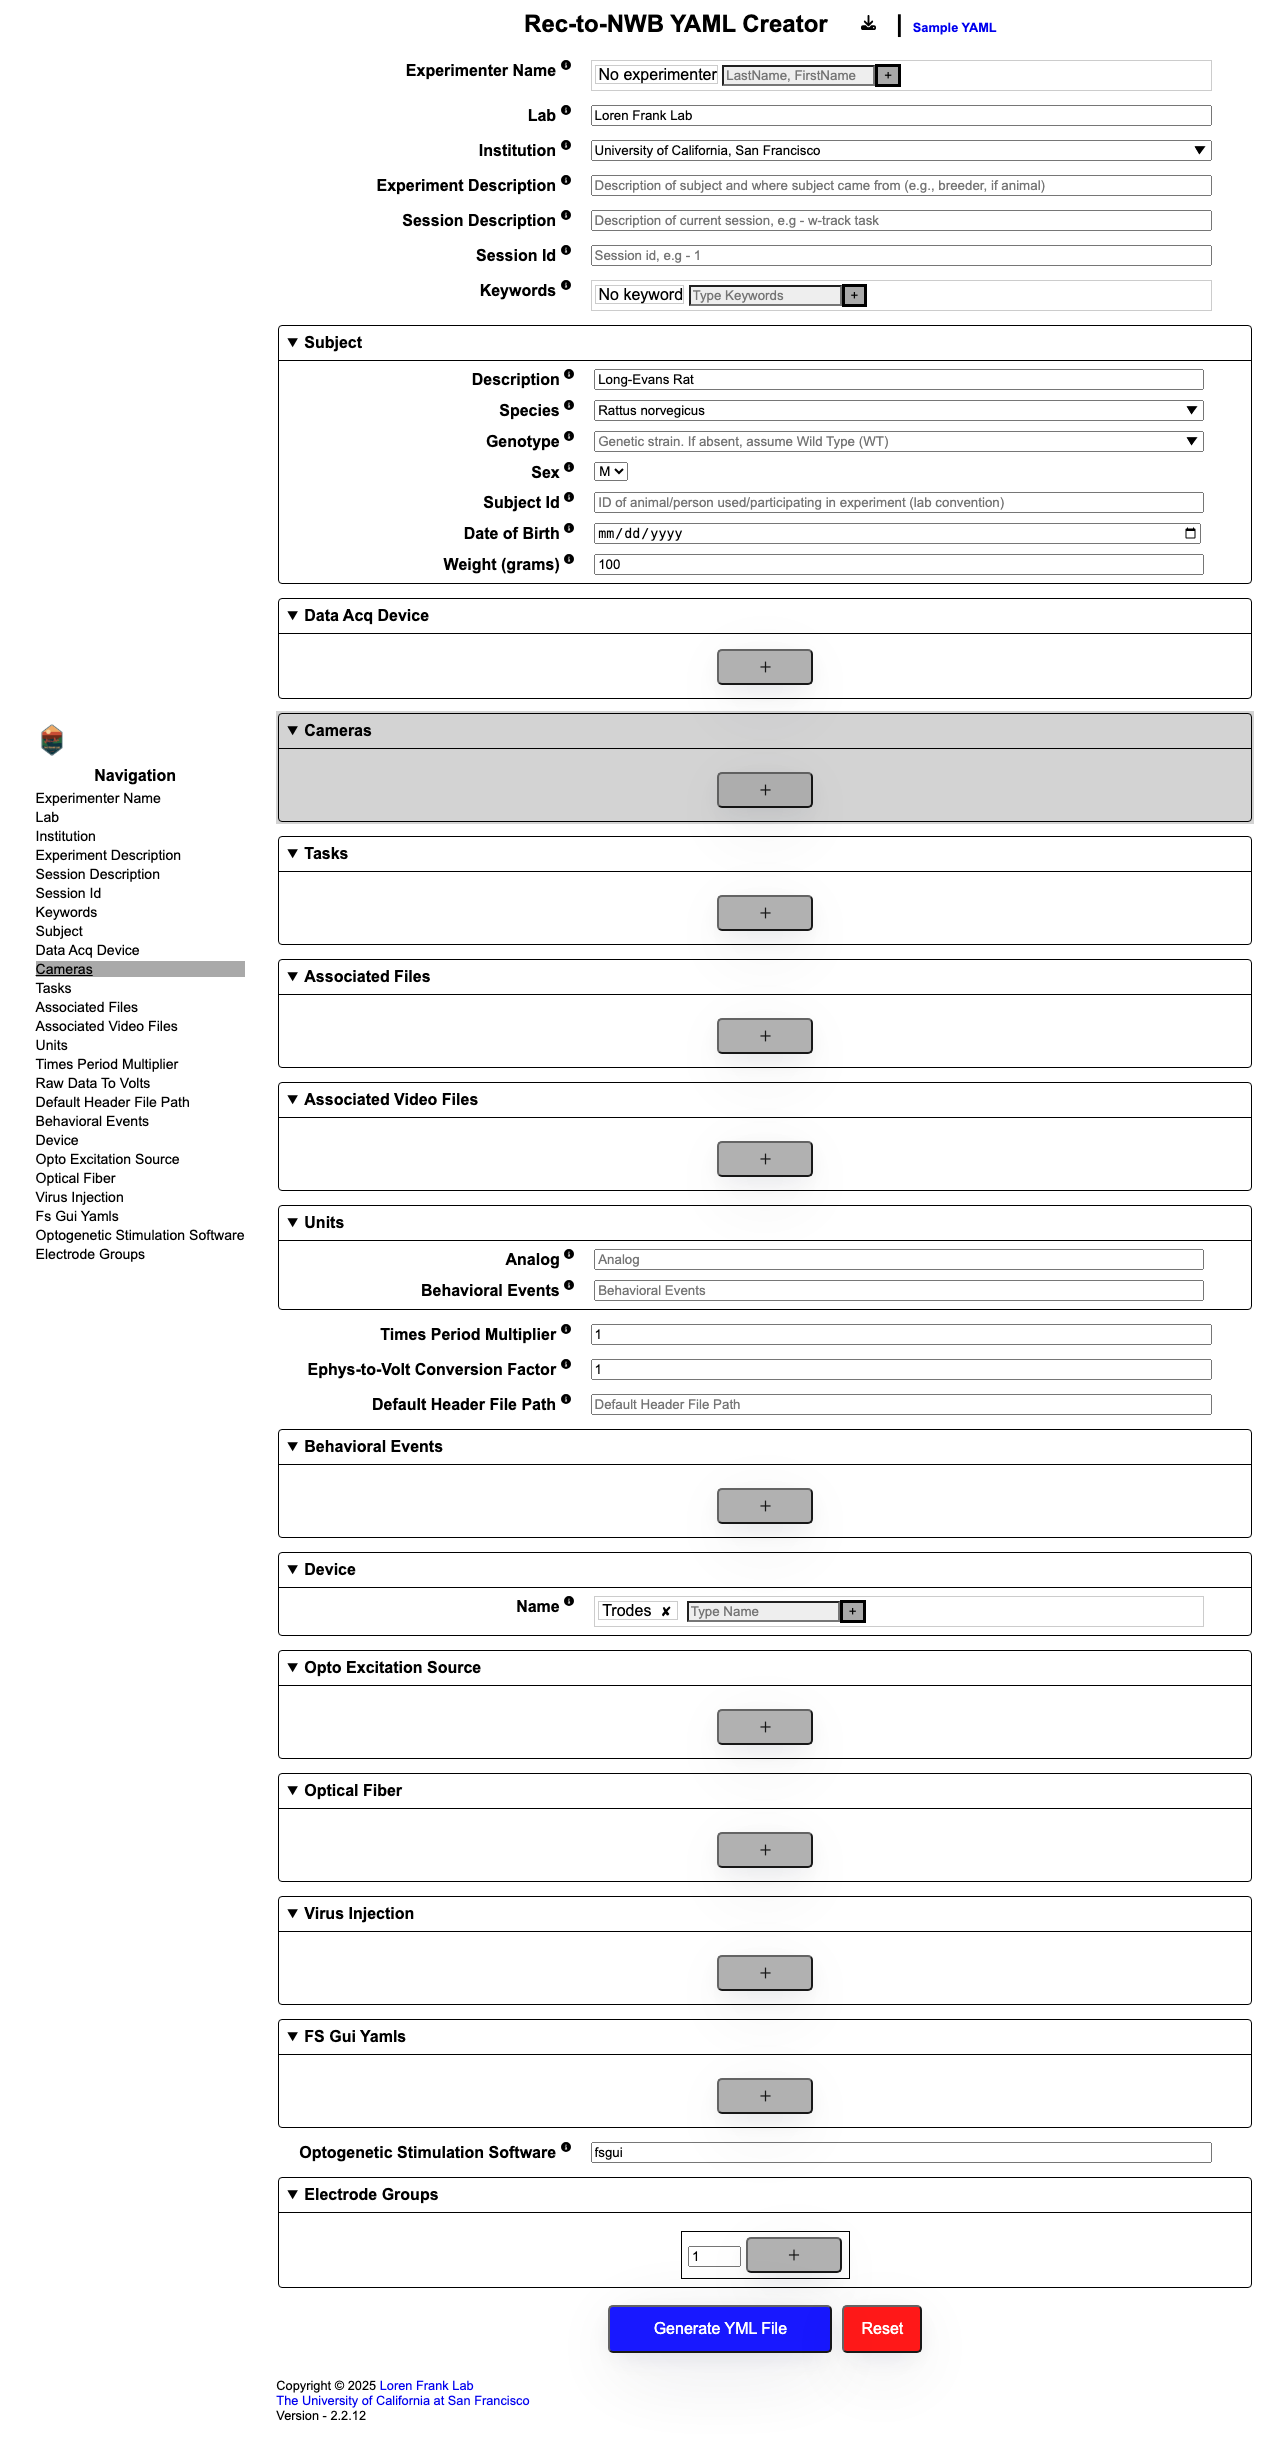 Rec-to-NWB YAML Creator | Sample YAML
Experimenter Name No experimenter LastName, FirstName +
Lab Loren Frank Lab
Institution University of California, San Francisco
Experiment Description Description of subject and where subject came from (e.g., breeder, if animal)
Session Description Description of current session, e.g - w-track task
Session Id Session id, e.g - 1
Keywords No keyword Type Keywords +
Subject
Description Long-Evans Rat
Species Rattus norvegicus
Genotype Genetic strain. If absent, assume Wild Type (WT)
Sex M
Subject Id ID of animal/person used/participating in experiment (lab convention)
Date of Birth mm/dd/yyyy
Weight (grams) 100
Data Acq Device
+
Cameras
+
Navigation
Experimenter Name
Lab
Institution
Experiment Description
Session Description
Session Id
Keywords
Subject
Data Acq Device
Cameras
Tasks
Associated Files
Associated Video Files
Units
Times Period Multiplier
Raw Data To Volts
Default Header File Path
Behavioral Events
Device
Opto Excitation Source
Optical Fiber
Virus Injection
Fs Gui Yamls
Optogenetic Stimulation Software
Electrode Groups
Tasks
+
Associated Files
+
Associated Video Files
+
Units
Analog Analog
Behavioral Events Behavioral Events
Times Period Multiplier 1
Ephys-to-Volt Conversion Factor 1
Default Header File Path Default Header File Path
Behavioral Events
+
Device
Name Trodes ✘ Type Name +
Opto Excitation Source
+
Optical Fiber
+
Virus Injection
+
FS Gui Yamls
+
Optogenetic Stimulation Software fsgui
Electrode Groups
1 +
Generate YML File Reset
Copyright © 2025 Loren Frank Lab
The University of California at San Francisco
Version - 2.2.12